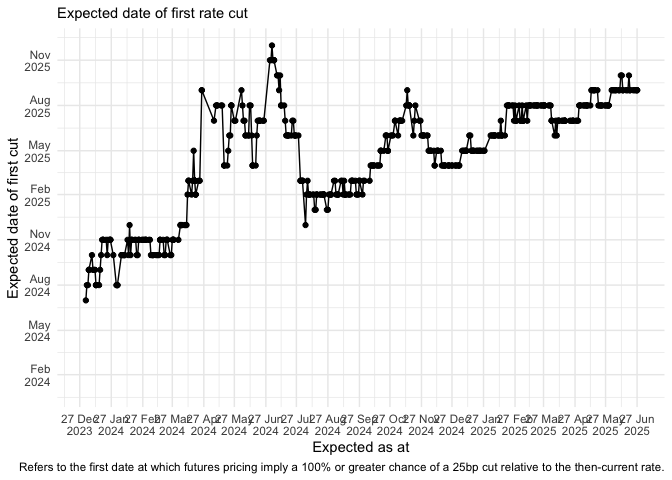 Expected date of first rate cut
Expected date of first cut
Nov
2025
Aug
2025
May
2025
Feb
2025
Nov
2024
Aug
2024
May
2024
Feb
2024
27 Dec 27 Jan 27 Feb 27 Mar 27 Apr 27 May 27 Jun 27 Jul 27 Aug 27 Sep 27 Oct 27 Nov 27 Dec 27 Jan 27 Feb 27 Mar 27 Apr 27 May 27 Jun
2023 2024 2024 2024 2024 2024 2024 2024 2024 2024 2024 2024 2024 2025 2025 2025 2025 2025 2025
Expected as at
Refers to the first date at which futures pricing imply a 100% or greater chance of a 25bp cut relative to the then-current rate.